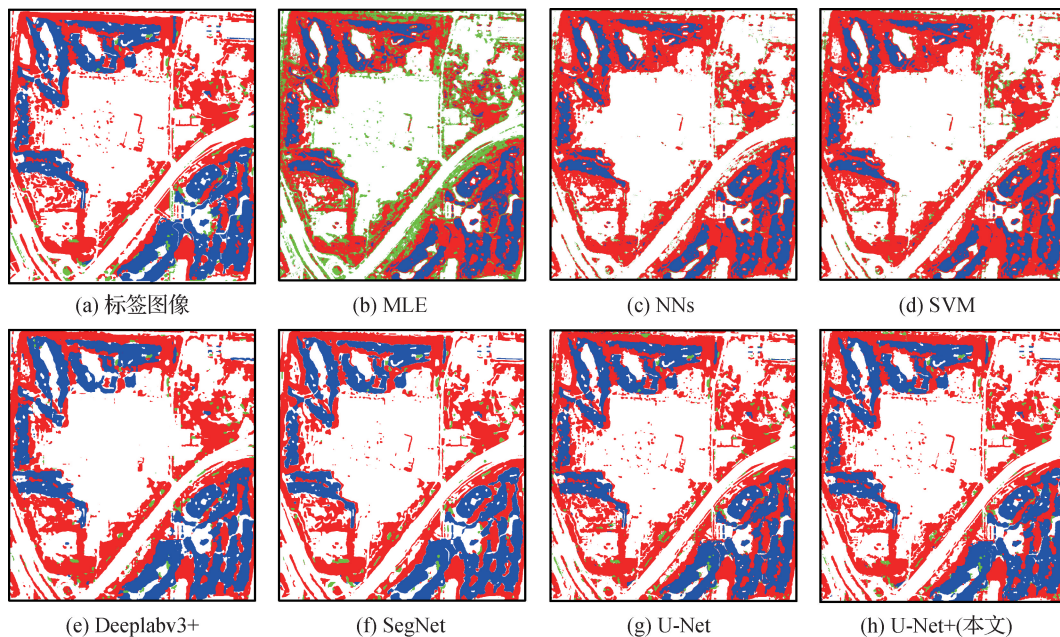 (a) 标签图像
(b) MLE
(c) NNs
(d) SVM
(e) Deeplabv3+
(f) SegNet
(g) U-Net
(h) U-Net+(本文)